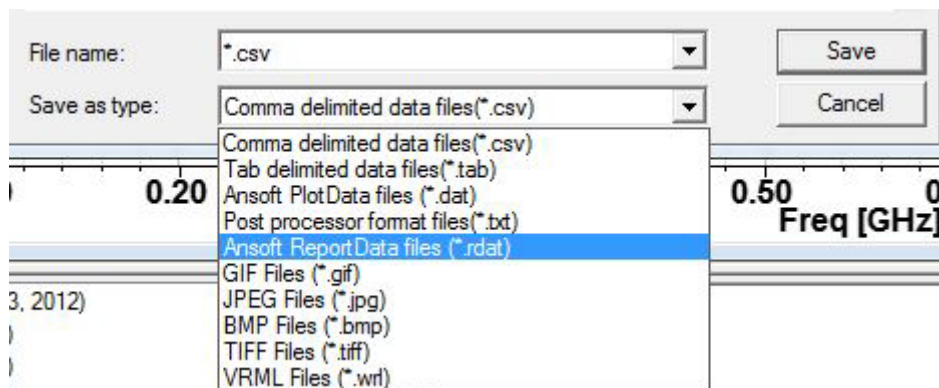 File name:
*.csv
Save
Save as type:
Comma delimited data files(*.csv)
Cancel
Comma delimited data files(*.csv)
Tab delimited data files(*.tab)
Ansoft PlotData files (*.dat)
Post processor format files(*.txt)
Ansoft ReportData files (*.rdat)
GIF Files (*.gif)
JPEG Files (*.jpg)
BMP Files (*.bmp)
TIFF Files (*.tiff)
VRML Files (*.wrl)
0.20
0.50
Freq [GHz]
3, 2012)